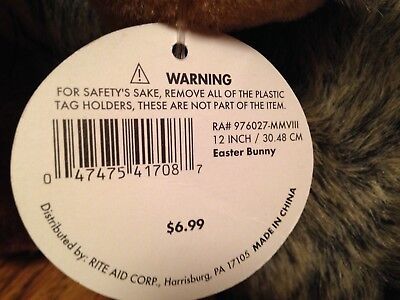 WARNING
FOR SAFETY'S SAKE, REMOVE ALL OF THE PLASTIC
TAG HOLDERS, THESE ARE NOT PART OF THE ITEM.
RA# 976027-MMVIII
12 INCH / 30.48 CM
Easter Bunny
0 47475 41708 7
$6.99
Distributed by: RITE AID CORP., Harrisburg, PA 17105 MADE IN CHINA